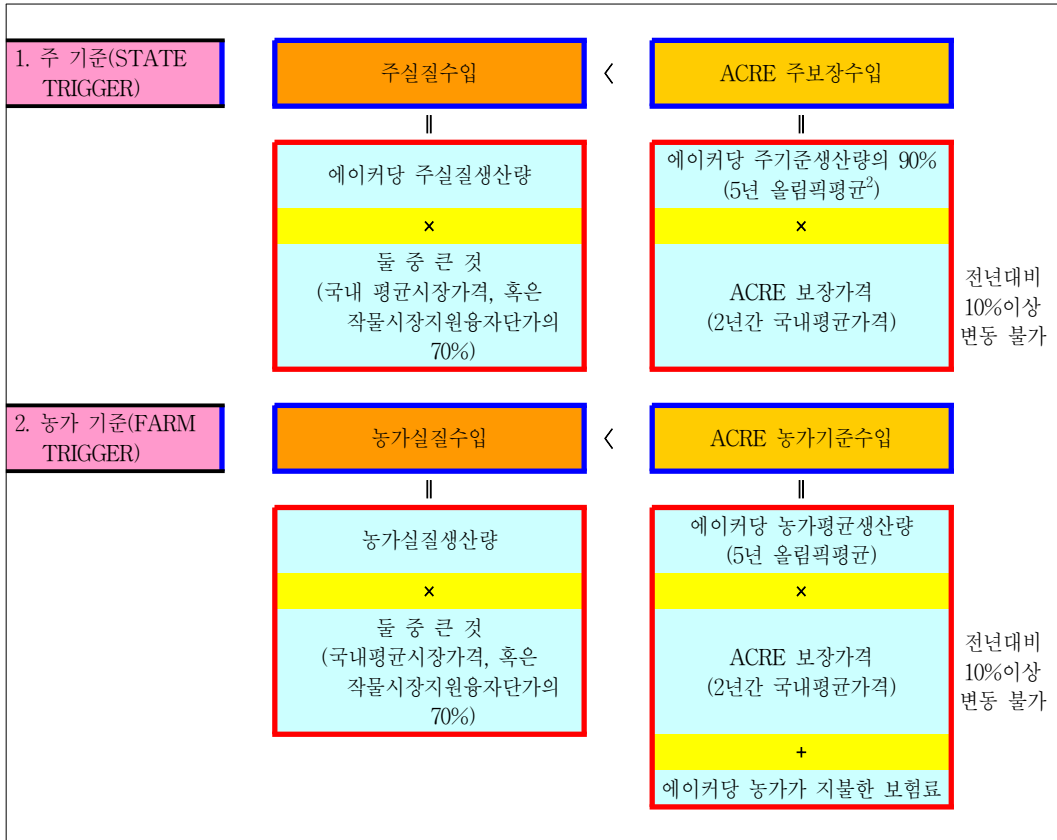 1. 주 기준(STATE
TRIGGER)
주실질수입
<
ACRE 주보장수입
||
||
에이커당 주실질생산량
에이커당 주기준생산량의 90%
(5년 올림픽평균²)
×
×
둘 중 큰 것
(국내 평균시장가격, 혹은
작물시장지원융자단가의
70%)
ACRE 보장가격
(2년간 국내평균가격)
전년대비
10%이상
변동 불가
2. 농가 기준(FARM
TRIGGER)
농가실질수입
<
ACRE 농가기준수입
||
||
농가실질생산량
에이커당 농가평균생산량
(5년 올림픽평균)
×
×
둘 중 큰 것
(국내평균시장가격, 혹은
작물시장지원융자단가의
70%)
ACRE 보장가격
(2년간 국내평균가격)
전년대비
10%이상
변동 불가
+
에이커당 농가가 지불한 보험료